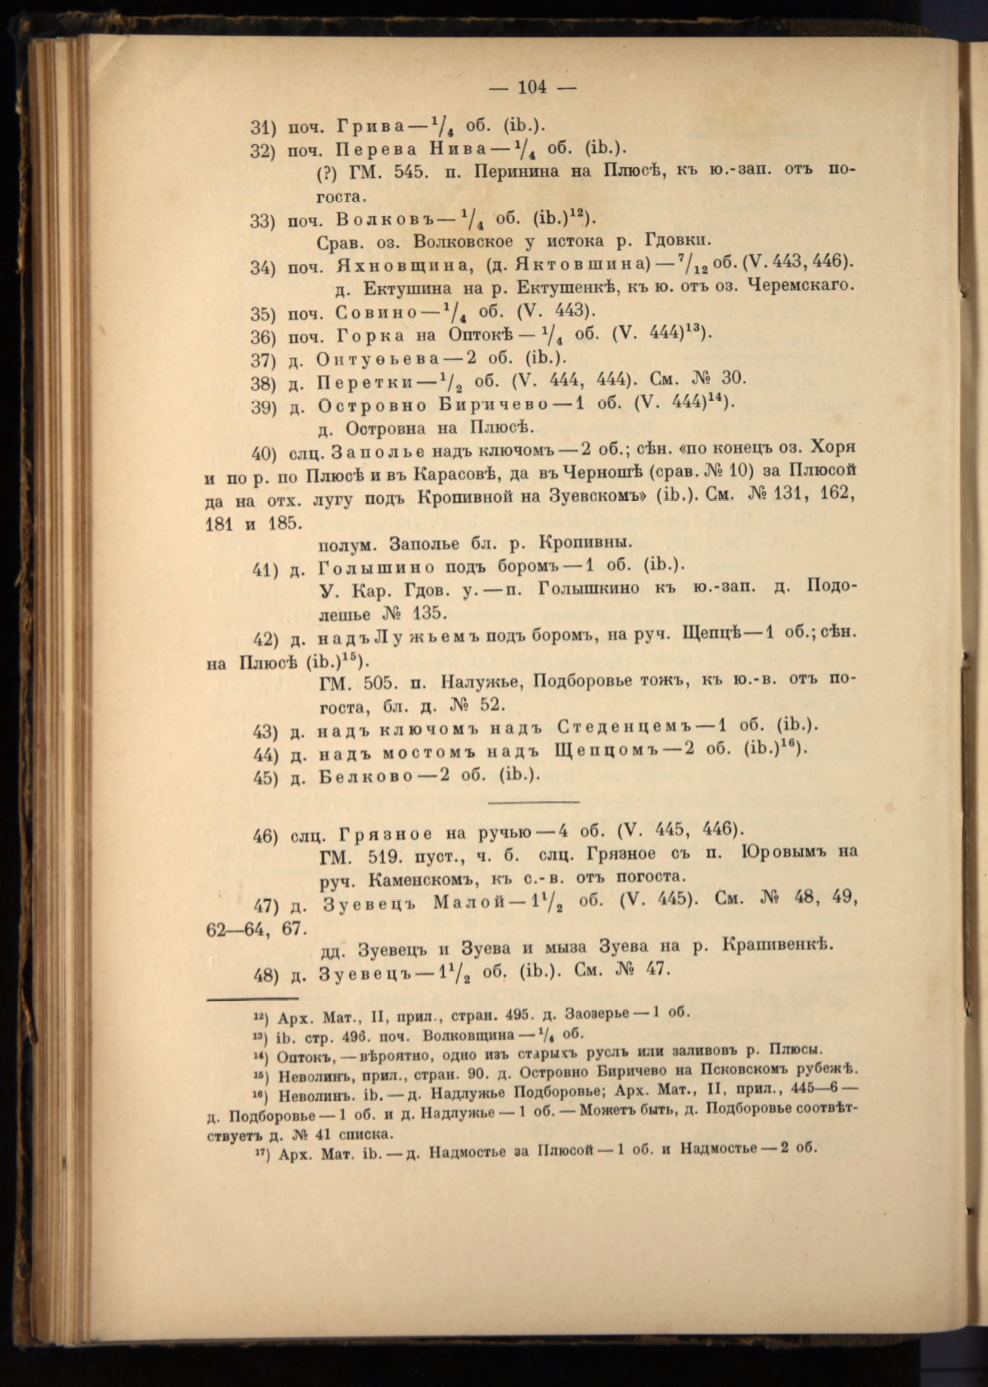 — 104 —
31) поч. Грива — 1/4 об. (ib.).
32) поч. Перева Нива — 1/4 об. (ib.).
(?) ГМ. 545. п. Перинина на Плюсѣ, къ ю.-зап. отъ по-
госта.
33) поч. Волковъ — 1/4 об. (ib.)¹²).
Срав. оз. Волковское у истока р. Гдовки.
34) поч. Яхновщина, (д. Яктовшина) — 7/12 об. (V. 443, 446).
д. Ектушина на р. Ектушенкѣ, къ ю. отъ оз. Черемскаго.
35) поч. Совино — 1/4 об. (V. 443).
36) поч. Горка на Оптокѣ — 1/4 об. (V. 444)¹³).
37) д. Онтуѳьева — 2 об. (ib.).
38) д. Перетки — 1/2 об. (V. 444, 444). См. № 30.
39) д. Островно Биричево — 1 об. (V. 444)¹⁴).
д. Островна на Плюсѣ.
40) слц. Заполье надъ ключомъ — 2 об.; сѣн. «по конецъ оз. Хоря
и по р. по Плюсѣ и въ Карасовѣ, да въ Черношѣ (срав. № 10) за Плюсой
да на отх. лугу подъ Кропивной на Зуевскомъ» (ib.). См. № 131, 162,
181 и 185.
полум. Заполье бл. р. Кропивны.
41) д. Голышино подъ боромъ — 1 об. (ib.).
У. Кар. Гдов. у. — п. Голышкино къ ю.-зап. д. Подо-
лешье № 135.
42) д. надъ Лужьемъ подъ боромъ, на руч. Щепцѣ — 1 об.; сѣн.
на Плюсѣ (ib.)¹⁵).
ГМ. 505. п. Налужье, Подборовье тожъ, къ ю.-в. отъ по-
госта, бл. д. № 52.
43) д. надъ ключомъ надъ Стеденцемъ — 1 об. (ib.).
44) д. надъ мостомъ надъ Щепцомъ — 2 об. (ib.)¹⁶).
45) д. Белково — 2 об. (ib.).
46) слц. Грязное на ручью — 4 об. (V. 445, 446).
ГМ. 519. пуст., ч. б. слц. Грязное съ п. Юровымъ на
руч. Каменскомъ, къ с.-в. отъ погоста.
47) д. Зуевецъ Малой — 1 1/2 об. (V. 445). См. № 48, 49,
62—64, 67.
дд. Зуевецъ и Зуева и мыза Зуева на р. Крапивенкѣ.
48) д. Зуевецъ — 1 1/2 об. (ib.). См. № 47.
¹²) Арх. Мат., II, прил., стран. 495. д. Заозерье — 1 об.
¹³) ib. стр. 496. поч. Волковщина — 1/4 об.
¹⁴) Оптокъ, — вѣроятно, одно изъ старыхъ руслъ или заливовъ р. Плюсы.
¹⁵) Неволинъ, прил., стран. 90. д. Островно Биричево на Псковскомъ рубежѣ.
¹⁶) Неволинъ. ib. — д. Надлужье Подборовье; Арх. Мат., II, прил., 445—6 —
д. Подборовье — 1 об. и д. Надлужье — 1 об. — Можетъ быть, д. Подборовье соотвѣт-
ствуетъ д. № 41 списка.
¹⁷) Арх. Мат. ib. — д. Надмостье за Плюсой — 1 об. и Надмостье — 2 об.